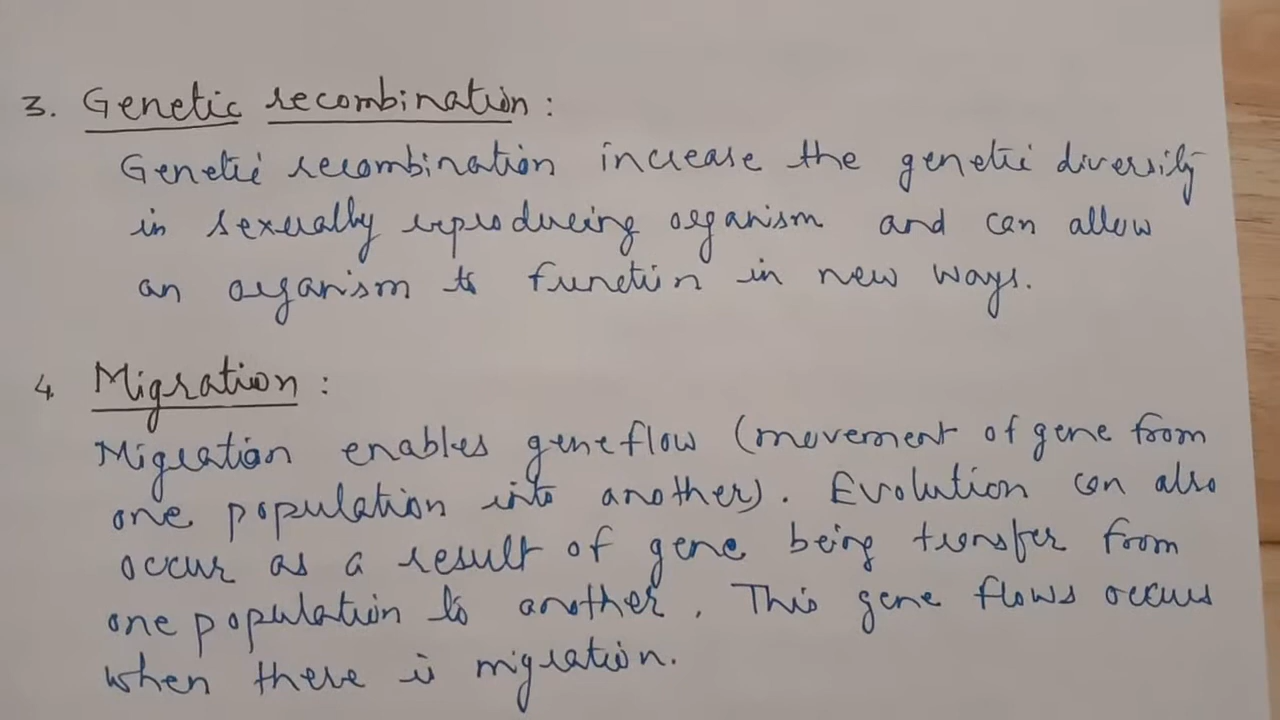 3. Genetic recombination :
Genetic recombination increase the genetic diversity
in sexually reproducing organism and can allow
an organism to function in new ways.
4. Migration :
Migration enables gene flow (movement of gene from
one population into another). Evolution can also
occur as a result of gene being transfer from
one population to another. This gene flows occurs
when there is migration.